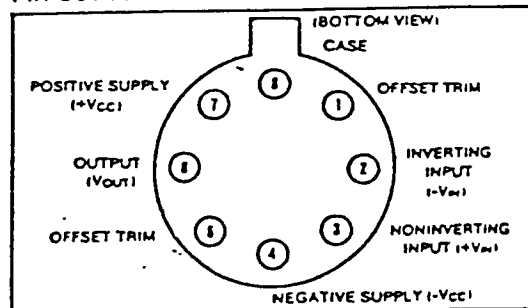 (BOTTOM VIEW)
CASE
POSITIVE SUPPLY
(+VCC)
8
OFFSET TRIM
7
1
OUTPUT
(VOUT)
6
2
INVERTING
INPUT
(-VIN)
OFFSET TRIM
5
3
NONINVERTING
INPUT (+VIN)
4
NEGATIVE SUPPLY (-VCC)